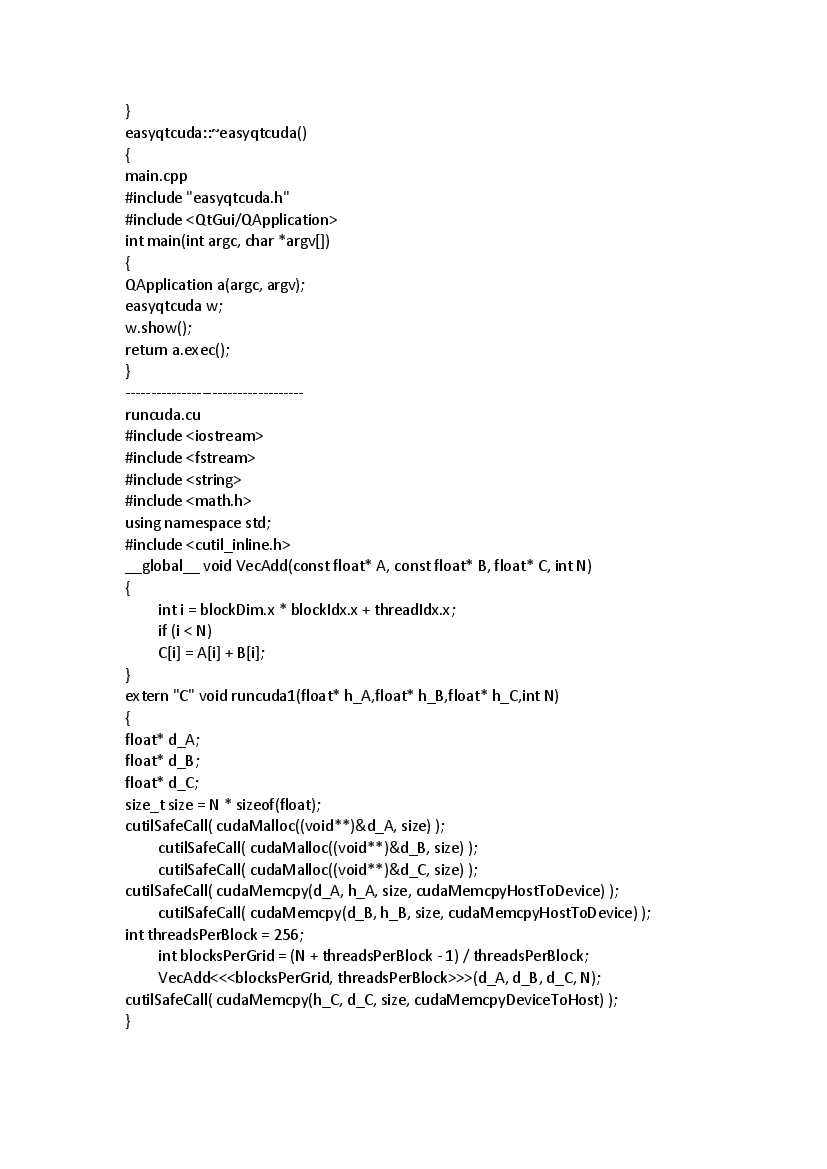 }
easyqtcuda::~easyqtcuda()
{
main.cpp
#include "easyqtcuda.h"
#include <QtGui/QApplication>
int main(int argc, char *argv[])
{
QApplication a(argc, argv);
easyqtcuda w;
w.show();
return a.exec();
}
-----------------------------------
runcuda.cu
#include <iostream>
#include <fstream>
#include <string>
#include <math.h>
using namespace std;
#include <cutil_inline.h>
__global__ void VecAdd(const float* A, const float* B, float* C, int N)
{
int i = blockDim.x * blockIdx.x + threadIdx.x;
if (i < N)
C[i] = A[i] + B[i];
}
extern "C" void runcuda1(float* h_A,float* h_B,float* h_C,int N)
{
float* d_A;
float* d_B;
float* d_C;
size_t size = N * sizeof(float);
cutilSafeCall( cudaMalloc((void**)&d_A, size) );
cutilSafeCall( cudaMalloc((void**)&d_B, size) );
cutilSafeCall( cudaMalloc((void**)&d_C, size) );
cutilSafeCall( cudaMemcpy(d_A, h_A, size, cudaMemcpyHostToDevice) );
cutilSafeCall( cudaMemcpy(d_B, h_B, size, cudaMemcpyHostToDevice) );
int threadsPerBlock = 256;
int blocksPerGrid = (N + threadsPerBlock - 1) / threadsPerBlock;
VecAdd<<<blocksPerGrid, threadsPerBlock>>>(d_A, d_B, d_C, N);
cutilSafeCall( cudaMemcpy(h_C, d_C, size, cudaMemcpyDeviceToHost) );
}